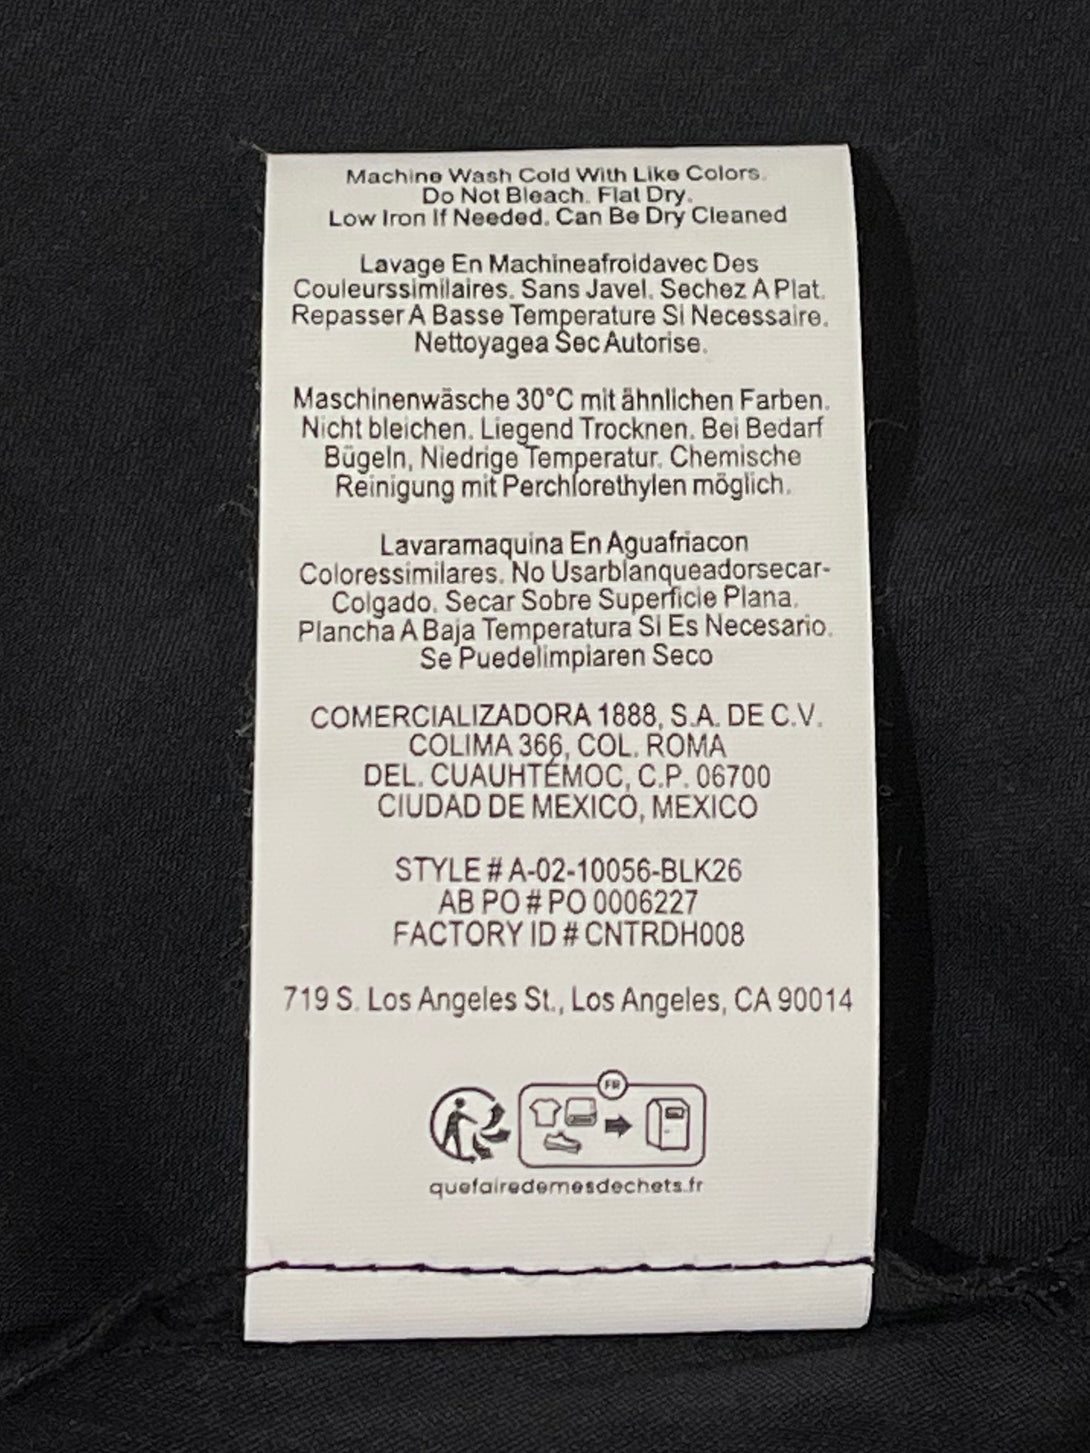 Machine Wash Cold With Like Colors.
Do Not Bleach. Flat Dry.
Low Iron If Needed. Can Be Dry Cleaned
Lavage En Machineafroidavec Des
Couleurssimilaires. Sans Javel. Sechez A Plat.
Repasser A Basse Temperature Si Necessaire.
Nettoyagea Sec Autorise.
Maschinenwäsche 30°C mit ähnlichen Farben.
Nicht bleichen. Liegend Trocknen. Bei Bedarf
Bügeln, Niedrige Temperatur. Chemische
Reinigung mit Perchlorethylen möglich.
Lavaramaquina En Aguafriacon
Coloressimilares. No Usarblanqueadorsecar-
Colgado. Secar Sobre Superficie Plana.
Plancha A Baja Temperatura Si Es Necesario.
Se Puedelimpiaren Seco
COMERCIALIZADORA 1888, S.A. DE C.V.
COLIMA 366, COL. ROMA
DEL. CUAUHTÉMOC, C.P. 06700
CIUDAD DE MEXICO, MEXICO
STYLE # A-02-10056-BLK26
AB PO # PO 0006227
FACTORY ID # CNTRDH008
719 S. Los Angeles St., Los Angeles, CA 90014
FR
quefairedemesdechets.fr